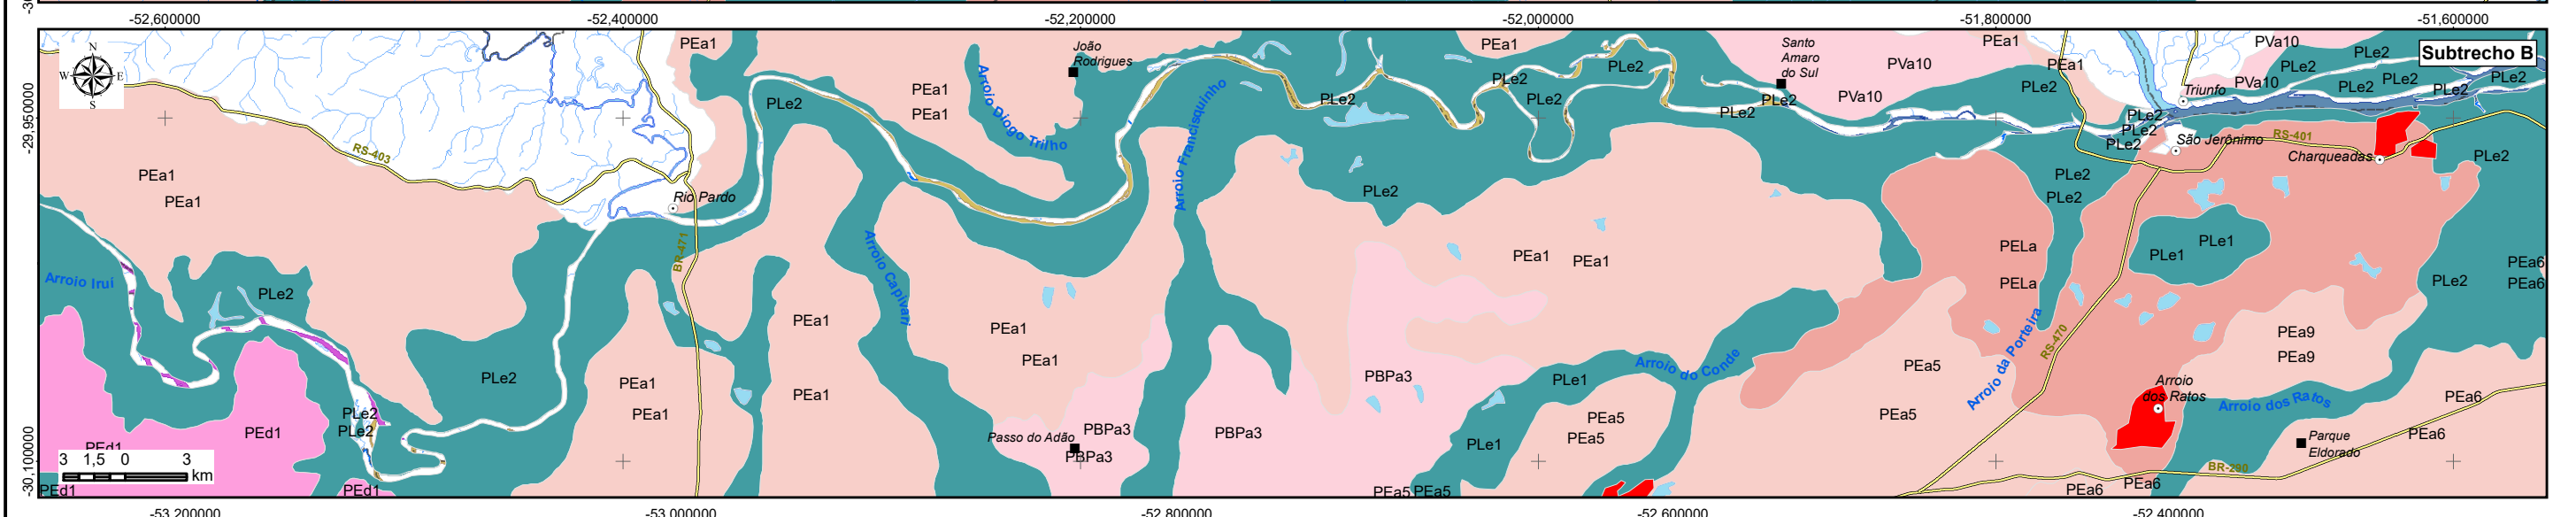 -52,600000 -52,400000 -52,200000 -52,000000 -51,800000 -51,600000
Subtrecho B
N
W E
S
-29,950000
-30,100000
PEa1
João
Rodrigues
PEa1
Santo
Amaro
do Sul
PEa1
PVa10
PLe2
PVa10
PEa1
PLe2
PVa10
PLe2
PLe2
PLe2
PLe2
PLe2
PLe2
PLe2
PLe2
PVa10
PLe2
PLe2
PLe2
PLe2
PLe2
Triunfo
PEa1
PEa1
Arroio Diogo Trilho
Arroio Francisquinho
PLe2
PLe2
PLe2
São Jerônimo
RS-401
Charqueadas
PLe2
RS-403
PEa1
PEa1
Rio Pardo
PLe2
PLe2
PLe2
BR-471
Arroio Capivari
PEa1
PEa1
PELa
PELa
PLe1
PLe1
PLe2
PEa6
PEa6
Arroio Irui
PLe2
PEa1
PEa1
PEa1
PEa1
Arroio da Porteira
RS-470
PEa9
PEa9
Arroio do Conde
PLe2
PEa1
PEa1
PBPa3
PLe1
PEa5
PEa5
Arroio
dos Ratos
Arroio dos Ratos
PEa6
PLe2
PLe2
PEd1
PEd1
Passo do Adão
PBPa3
PBPa3
PBPa3
PLe1
PEa5
PEa5
Parque
Eldorado
PEa6
BR-290
3 1,5 0 3
km
PEd1
PEd1
PEa5
PEa5
PEa6
PEa6
-53,200000 -53,000000 -52,800000 -52,600000 -52,400000